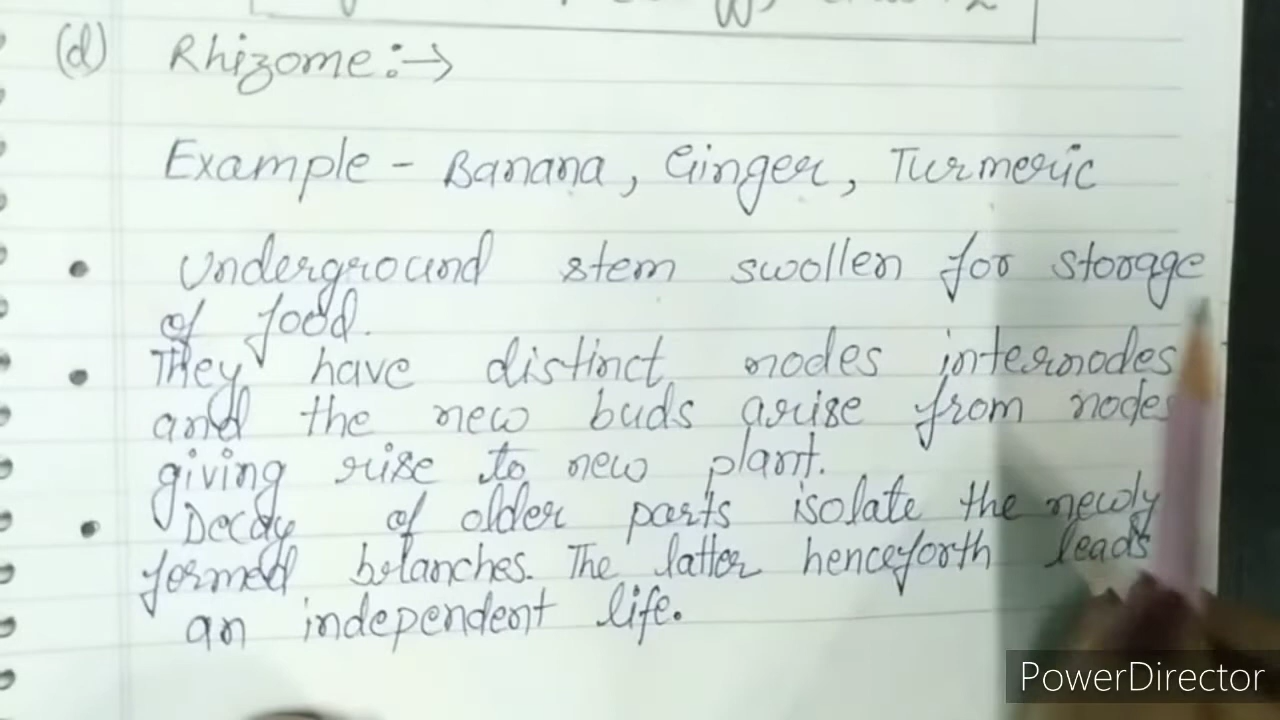 (d) Rhizome:→
Example - Banana, Ginger, Turmeric
• Underground stem swollen for storage
of food.
• They have distinct nodes internodes
and the new buds arise from nodes
giving rise to new plant.
• Decay of older parts isolate the newly
formed branches. The latter henceforth leads
an independent life.
PowerDirector